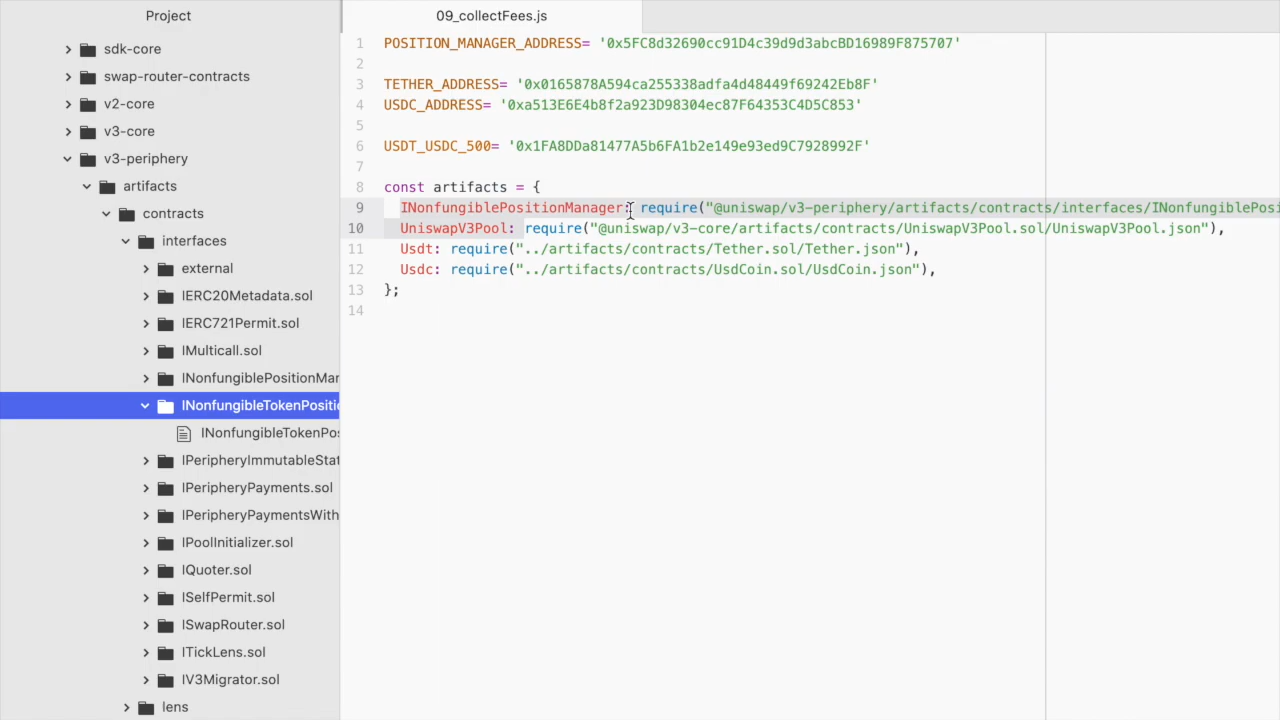 Project
sdk-core
swap-router-contracts
v2-core
v3-core
v3-periphery
artifacts
contracts
interfaces
external
IERC20Metadata.sol
IERC721Permit.sol
IMulticall.sol
INonfungiblePositionMar
INonfungibleTokenPositic
INonfungibleTokenPos
IPeripheryImmutableStat
IPeripheryPayments.sol
IPeripheryPaymentsWith
IPoolInitializer.sol
IQuoter.sol
ISelfPermit.sol
ISwapRouter.sol
ITickLens.sol
IV3Migrator.sol
lens
09_collectFees.js
1 POSITION_MANAGER_ADDRESS= '0x5FC8d32690cc91D4c39d9d3abcBD16989F875707'
2
3 TETHER_ADDRESS= '0x0165878A594ca255338adfa4d48449f69242Eb8F'
4 USDC_ADDRESS= '0xa513E6E4b8f2a923D98304ec87F64353C4D5C853'
5
6 USDT_USDC_500= '0x1FA8DDa81477A5b6FA1b2e149e93ed9C7928992F'
7
8 const artifacts = {
9 INonfungiblePositionManager: require("@uniswap/v3-periphery/artifacts/contracts/interfaces/INonfungiblePosi
10 UniswapV3Pool: require("@uniswap/v3-core/artifacts/contracts/UniswapV3Pool.sol/UniswapV3Pool.json"),
11 Usdt: require("../artifacts/contracts/Tether.sol/Tether.json"),
12 Usdc: require("../artifacts/contracts/UsdCoin.sol/UsdCoin.json"),
13 };
14